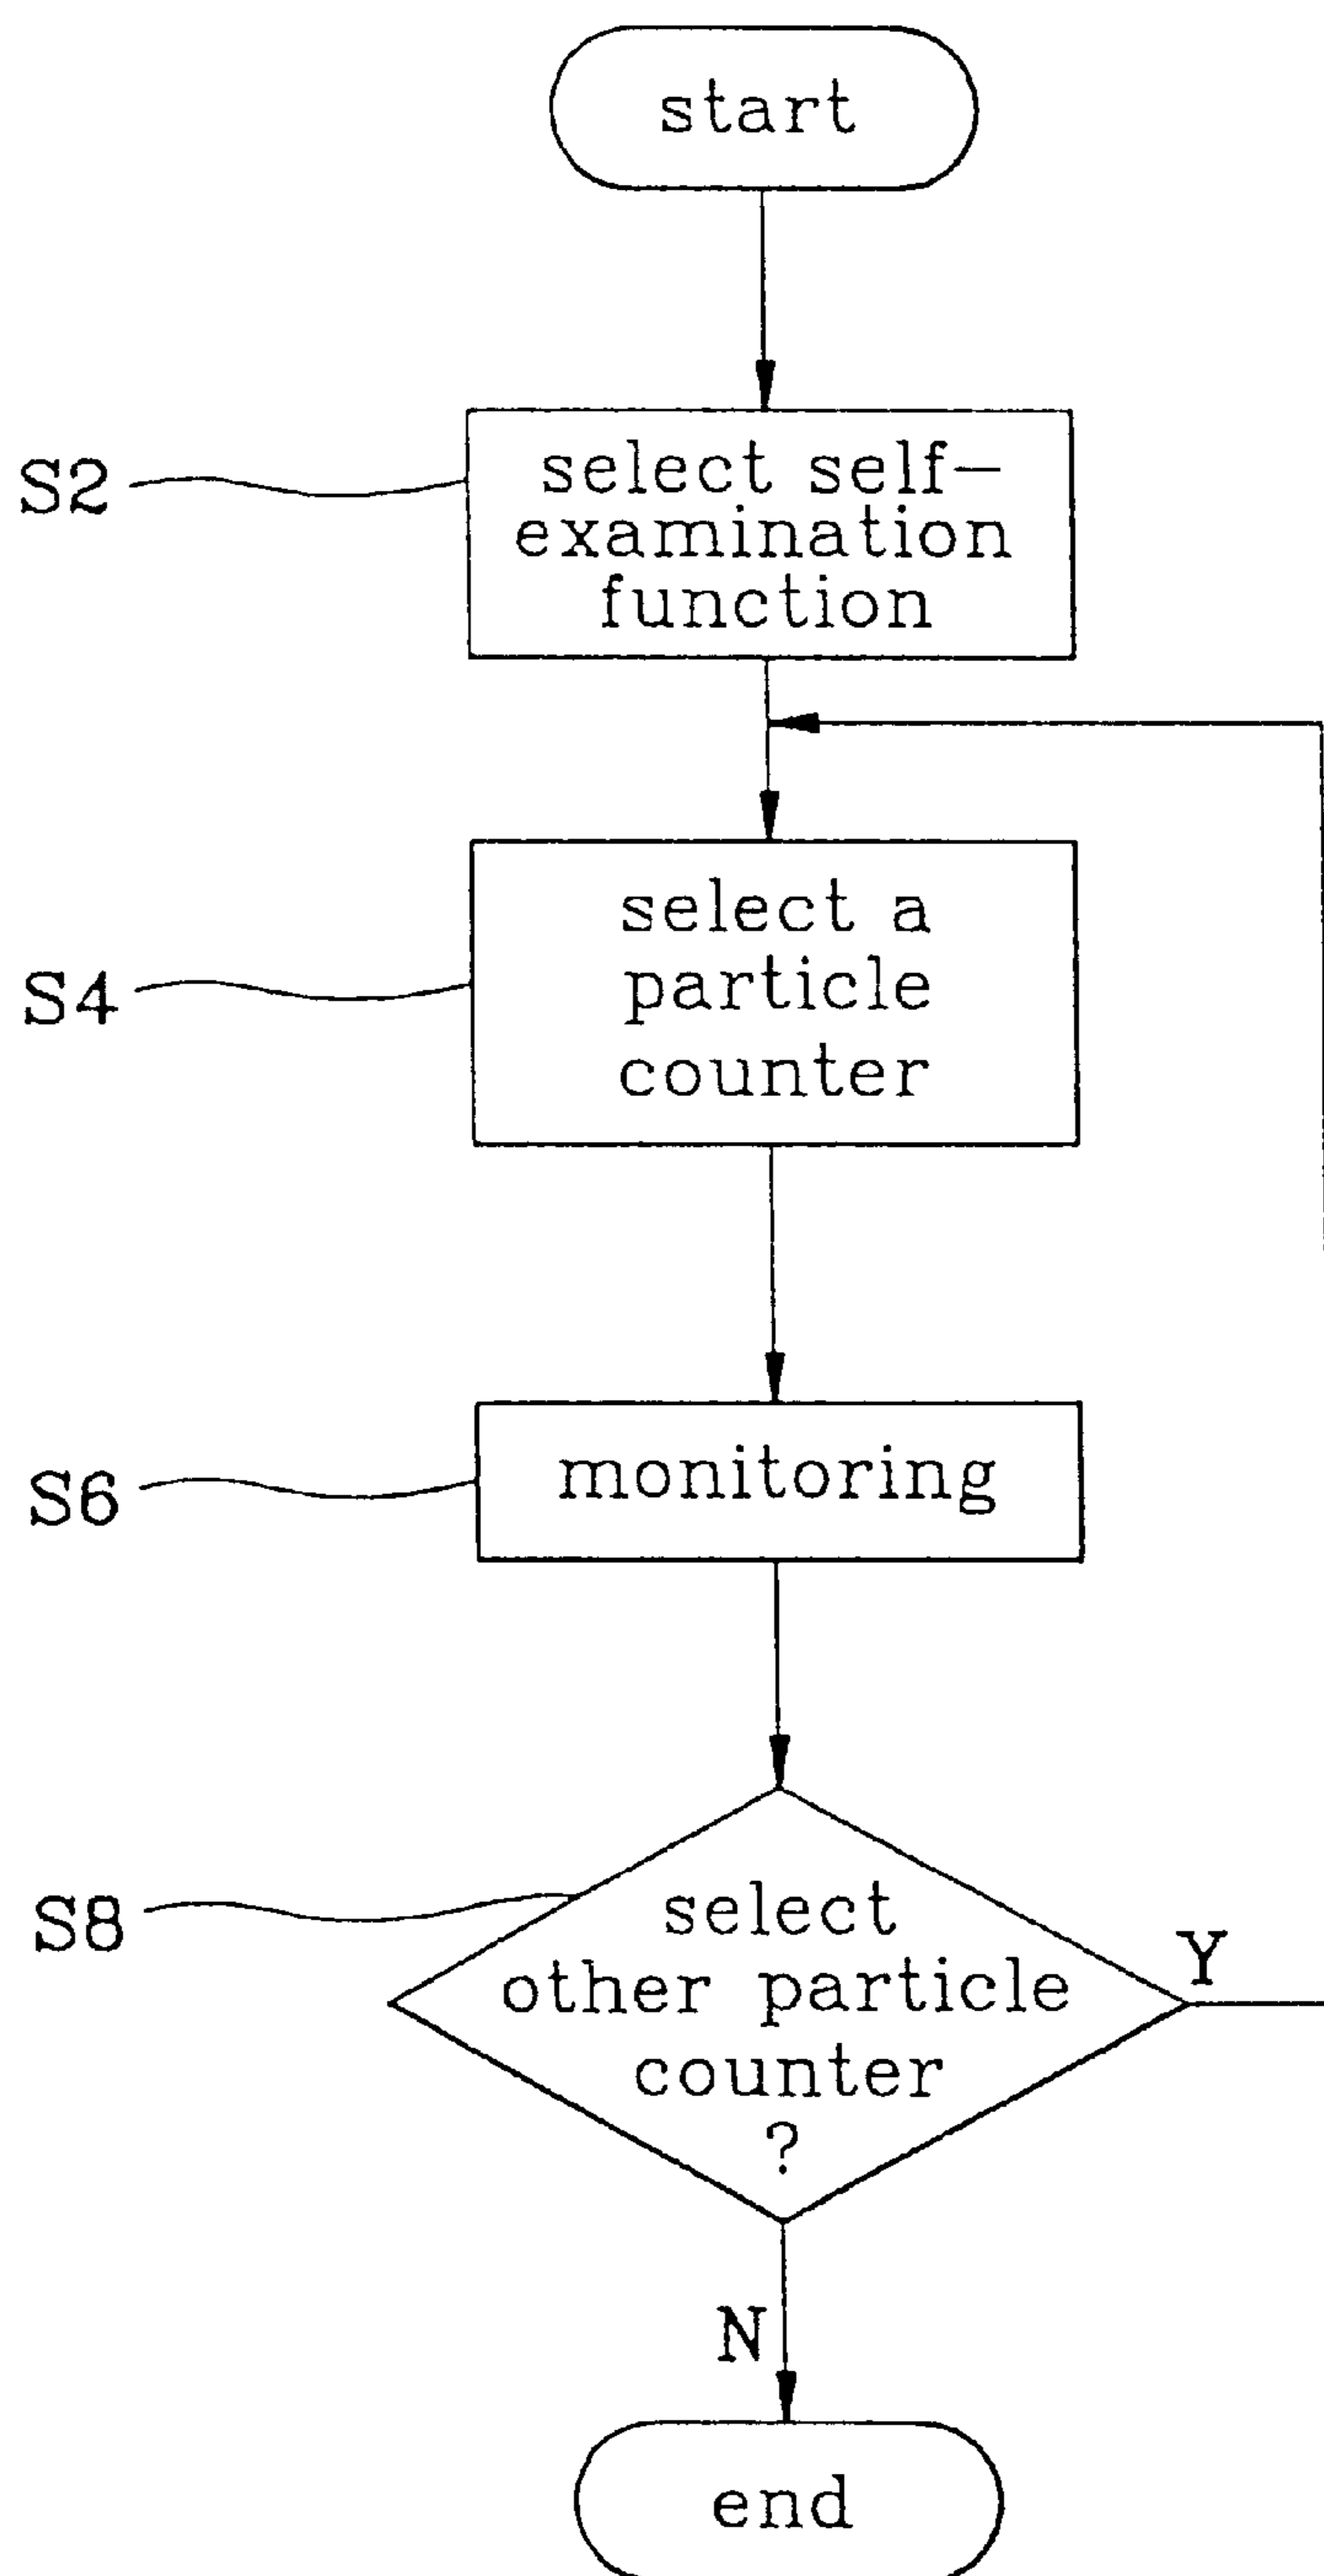 start
S2
select self-
examination
function
S4
select a
particle
counter
S6
monitoring
S8
select
other particle
counter
?
Y
N
end